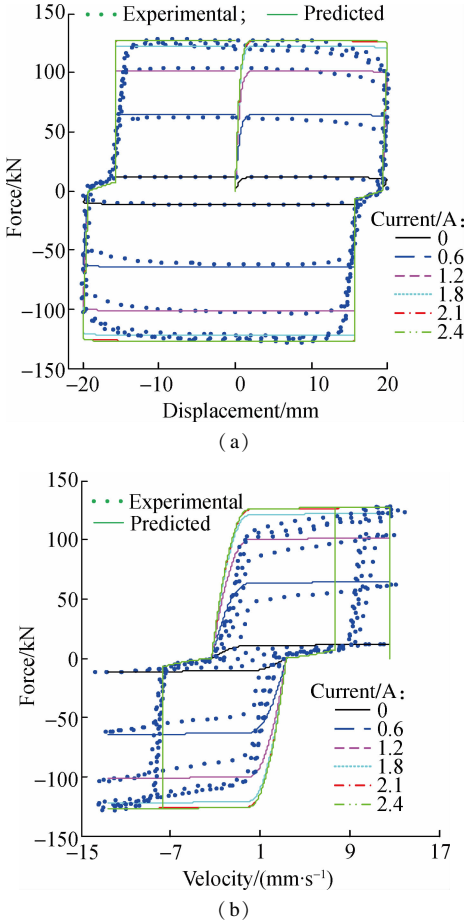 Experimental; Predicted
150
100
50
0
-50
-100
-150
Force/kN
Current/A:
0
0.6
1.2
1.8
2.1
2.4
-20 -10 0 10 20
Displacement/mm
(a)
150
100
50
0
-50
-100
-150
Force/kN
Experimental
Predicted
Current/A:
0
0.6
1.2
1.8
2.1
2.4
-15 -7 1 9 17
Velocity/(mm·s⁻¹)
(b)